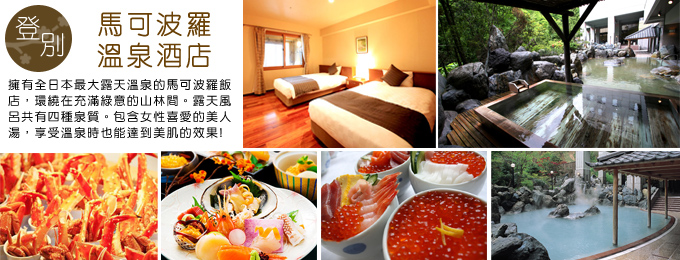 登別
馬可波羅
溫泉酒店
擁有全日本最大露天溫泉的馬可波羅飯
店，環繞在充滿綠意的山林間。露天風
呂共有四種泉質。包含女性喜愛的美人
湯，享受溫泉時也能達到美肌的效果!